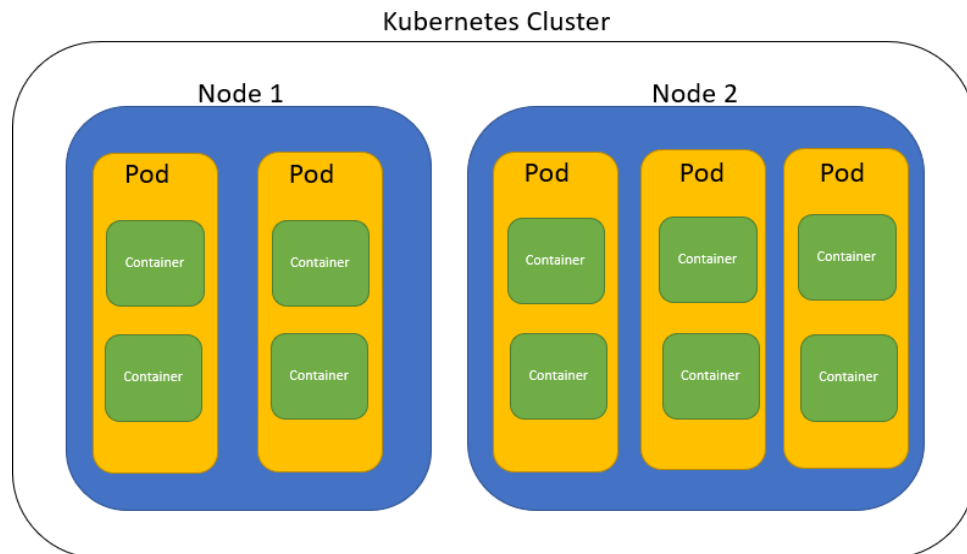 Kubernetes Cluster
Node 1
Node 2
Pod
Pod
Pod
Pod
Pod
Container
Container
Container
Container
Container
Container
Container
Container
Container
Container